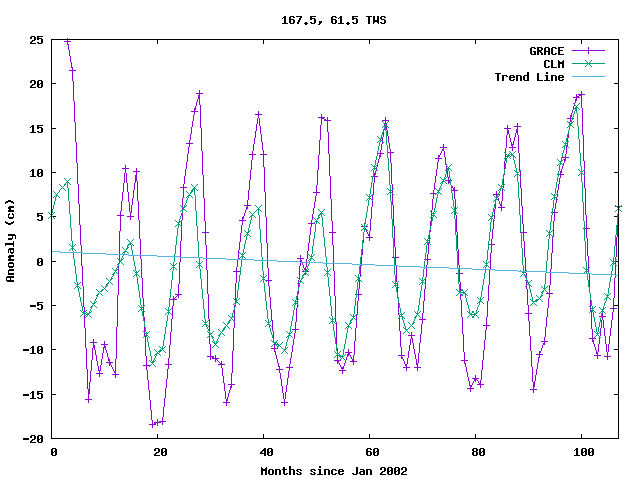 167.5, 61.5 TWS
GRACE
CLM
Trend Line
Anomaly (cm)
25
20
15
10
5
0
-5
-10
-15
-20
0 20 40 60 80 100
Months since Jan 2002